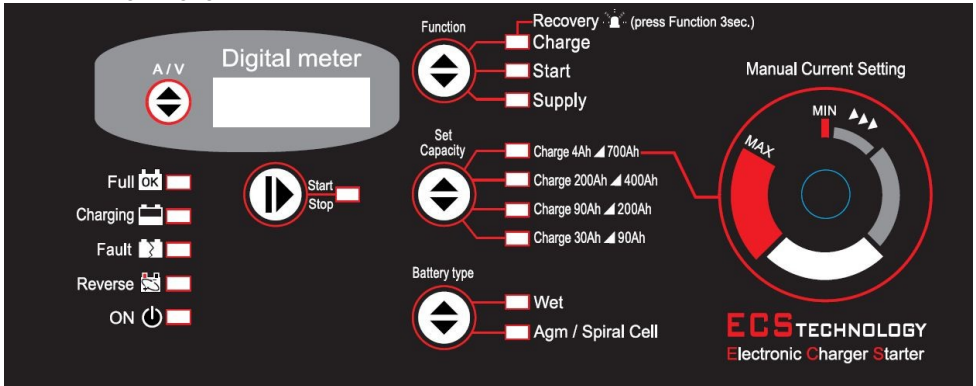 Digital meter
A / V
Full OK
Charging
Fault
Reverse
ON
Start
Stop
Function
Recovery (press Function 3sec.)
Charge
Start
Supply
Set
Capacity
Charge 4Ah ◢ 700Ah
Charge 200Ah ◢ 400Ah
Charge 90Ah ◢ 200Ah
Charge 30Ah ◢ 90Ah
Battery type
Wet
Agm / Spiral Cell
Manual Current Setting
MIN
MAX
ECS TECHNOLOGY
Electronic Charger Starter